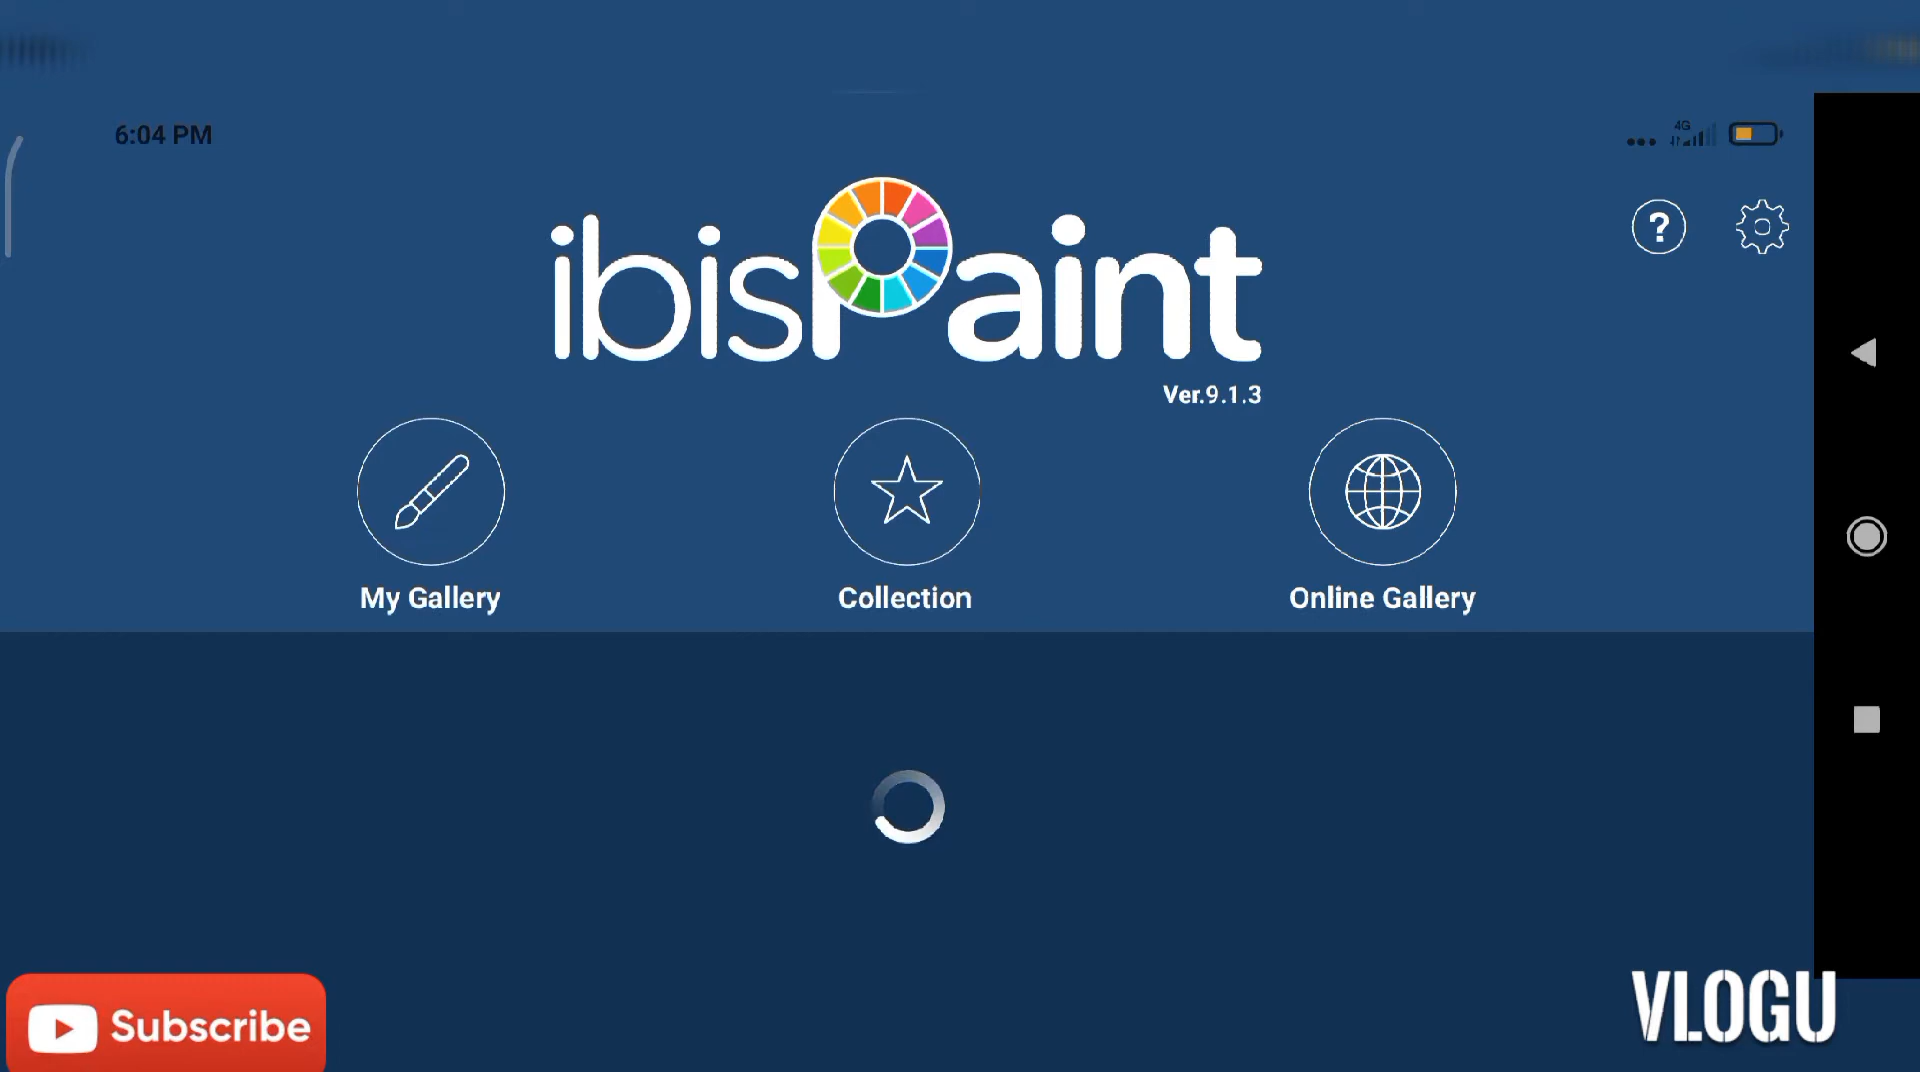 6:04 PM
4G
ibisPaint
?
Ver.9.1.3
My Gallery
Collection
Online Gallery
Subscribe
VLOGU